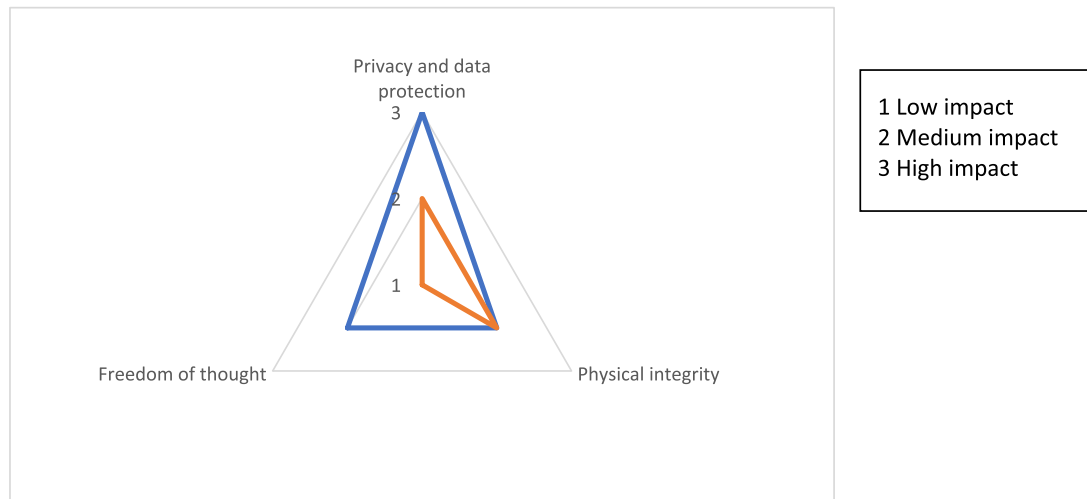 Privacy and data
protection
3
2
1
Freedom of thought
Physical integrity
1 Low impact
2 Medium impact
3 High impact